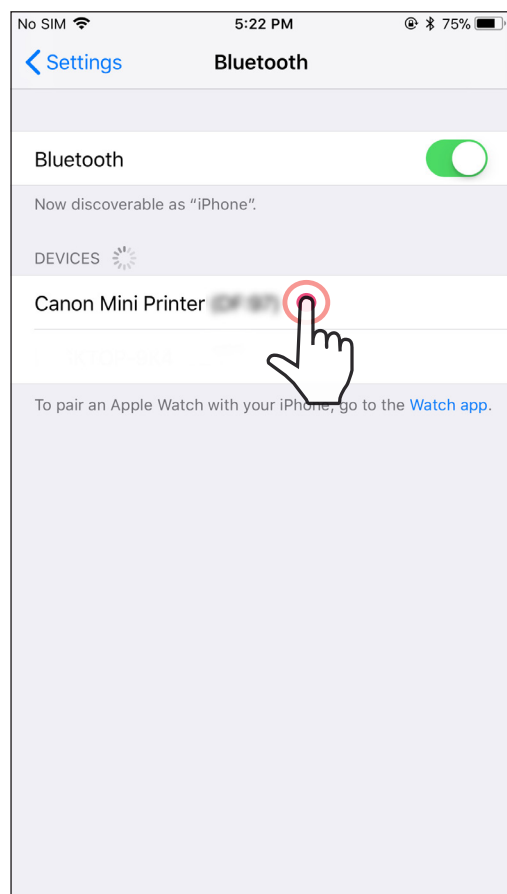 No SIM 5:22 PM 75%
Settings Bluetooth
Bluetooth
Now discoverable as “iPhone”.
DEVICES
Canon Mini Printer
To pair an Apple Watch with your iPhone, go to the Watch app.